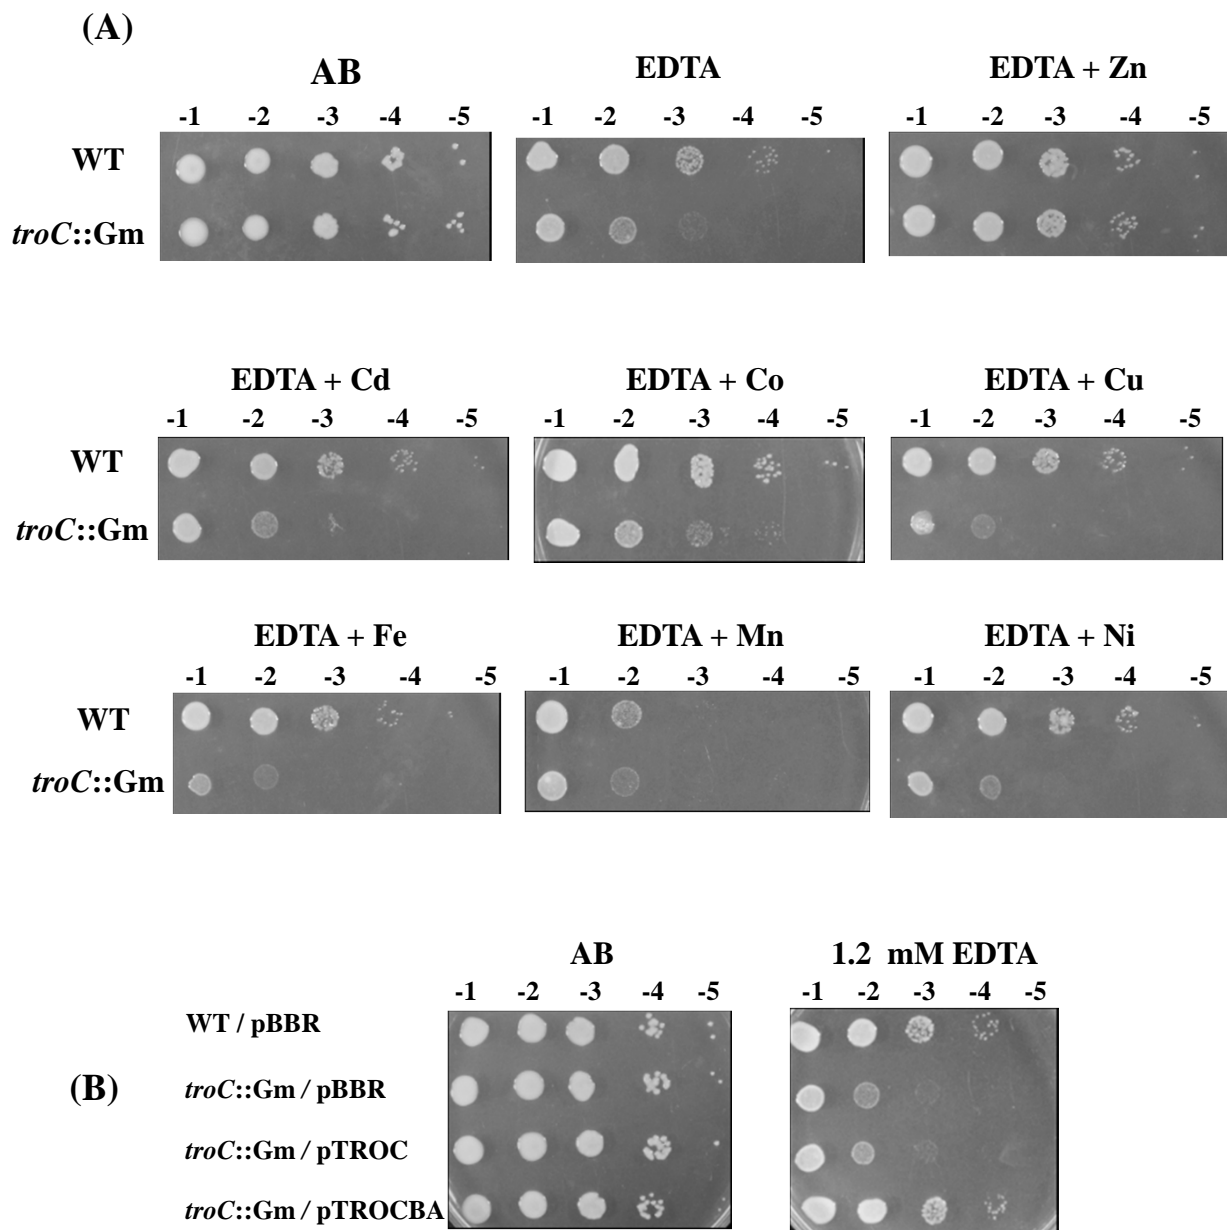 (A)
AB
EDTA
EDTA + Zn
-1 -2 -3 -4 -5
-1 -2 -3 -4 -5
-1 -2 -3 -4 -5
WT
troC::Gm
EDTA + Cd
EDTA + Co
EDTA + Cu
-1 -2 -3 -4 -5
-1 -2 -3 -4 -5
-1 -2 -3 -4 -5
WT
troC::Gm
EDTA + Fe
EDTA + Mn
EDTA + Ni
-1 -2 -3 -4 -5
-1 -2 -3 -4 -5
-1 -2 -3 -4 -5
WT
troC::Gm
(B)
AB
1.2 mM EDTA
-1 -2 -3 -4 -5
-1 -2 -3 -4 -5
WT / pBBR
troC::Gm / pBBR
troC::Gm / pTROC
troC::Gm / pTROCBA